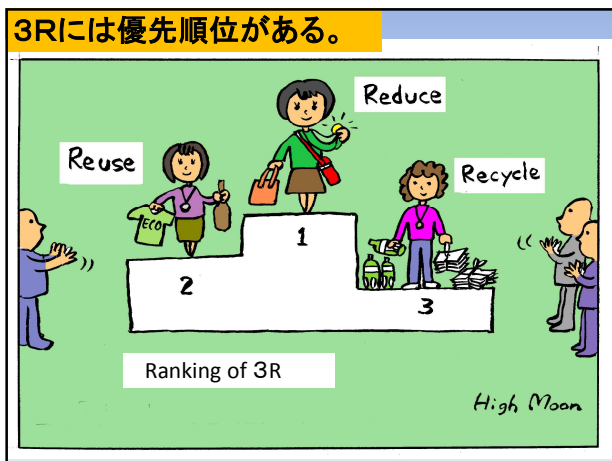 ３Rには優先順位がある。
Reduce
Reuse
Recycle
ECO
1
2
3
Ranking of ３R
High Moon